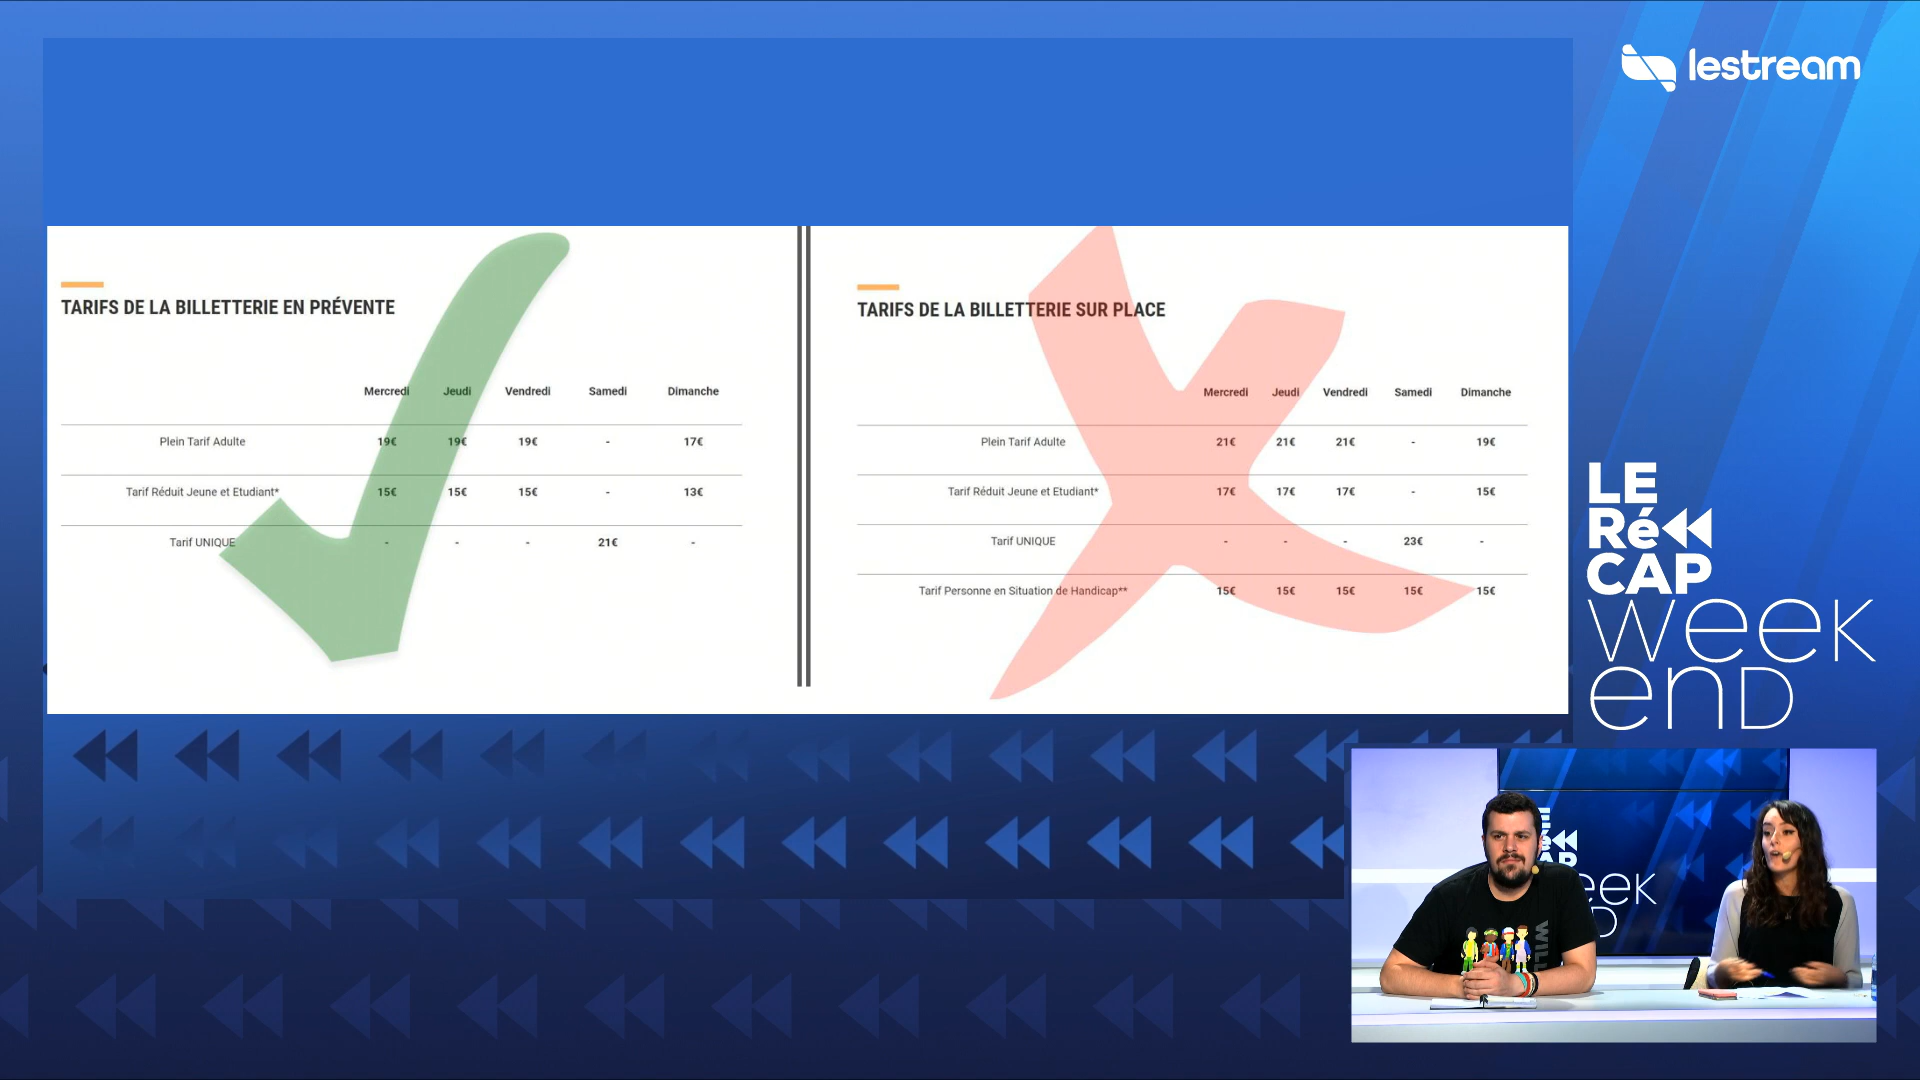 lestream
TARIFS DE LA BILLETTERIE EN PRÉVENTE
Mercredi Jeudi Vendredi Samedi Dimanche
Plein Tarif Adulte 19€ 19€ 19€ - 17€
Tarif Réduit Jeune et Etudiant* 15€ 15€ 15€ - 13€
Tarif UNIQUE - - - 21€ -
TARIFS DE LA BILLETTERIE SUR PLACE
Mercredi Jeudi Vendredi Samedi Dimanche
Plein Tarif Adulte 21€ 21€ 21€ - 19€
Tarif Réduit Jeune et Etudiant* 17€ 17€ 17€ - 15€
Tarif UNIQUE - - - 23€ -
Tarif Personne en Situation de Handicap** 15€ 15€ 15€ 15€ 15€
LE
Ré
CAP
WEEK
END